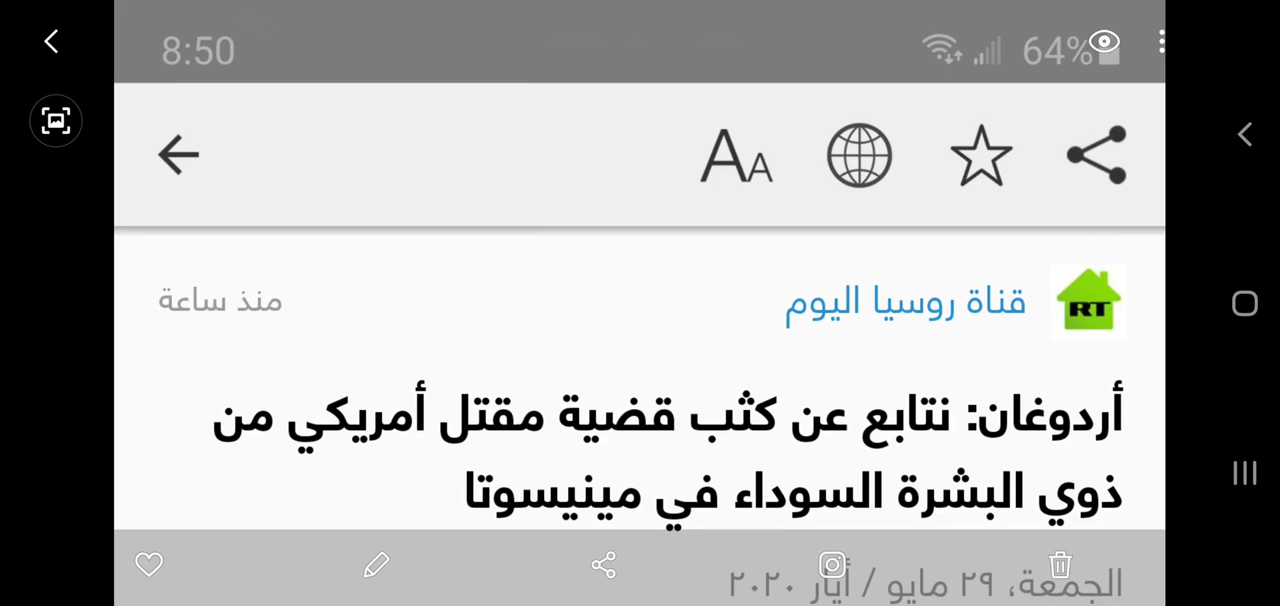 8:50
64%
قناة روسيا اليوم
RT
منذ ساعة
أردوغان: نتابع عن كثب قضية مقتل أمريكي من
ذوي البشرة السوداء في مينيسوتا
الجمعة، ٢٩ مايو / أيار ٢٠٢٠